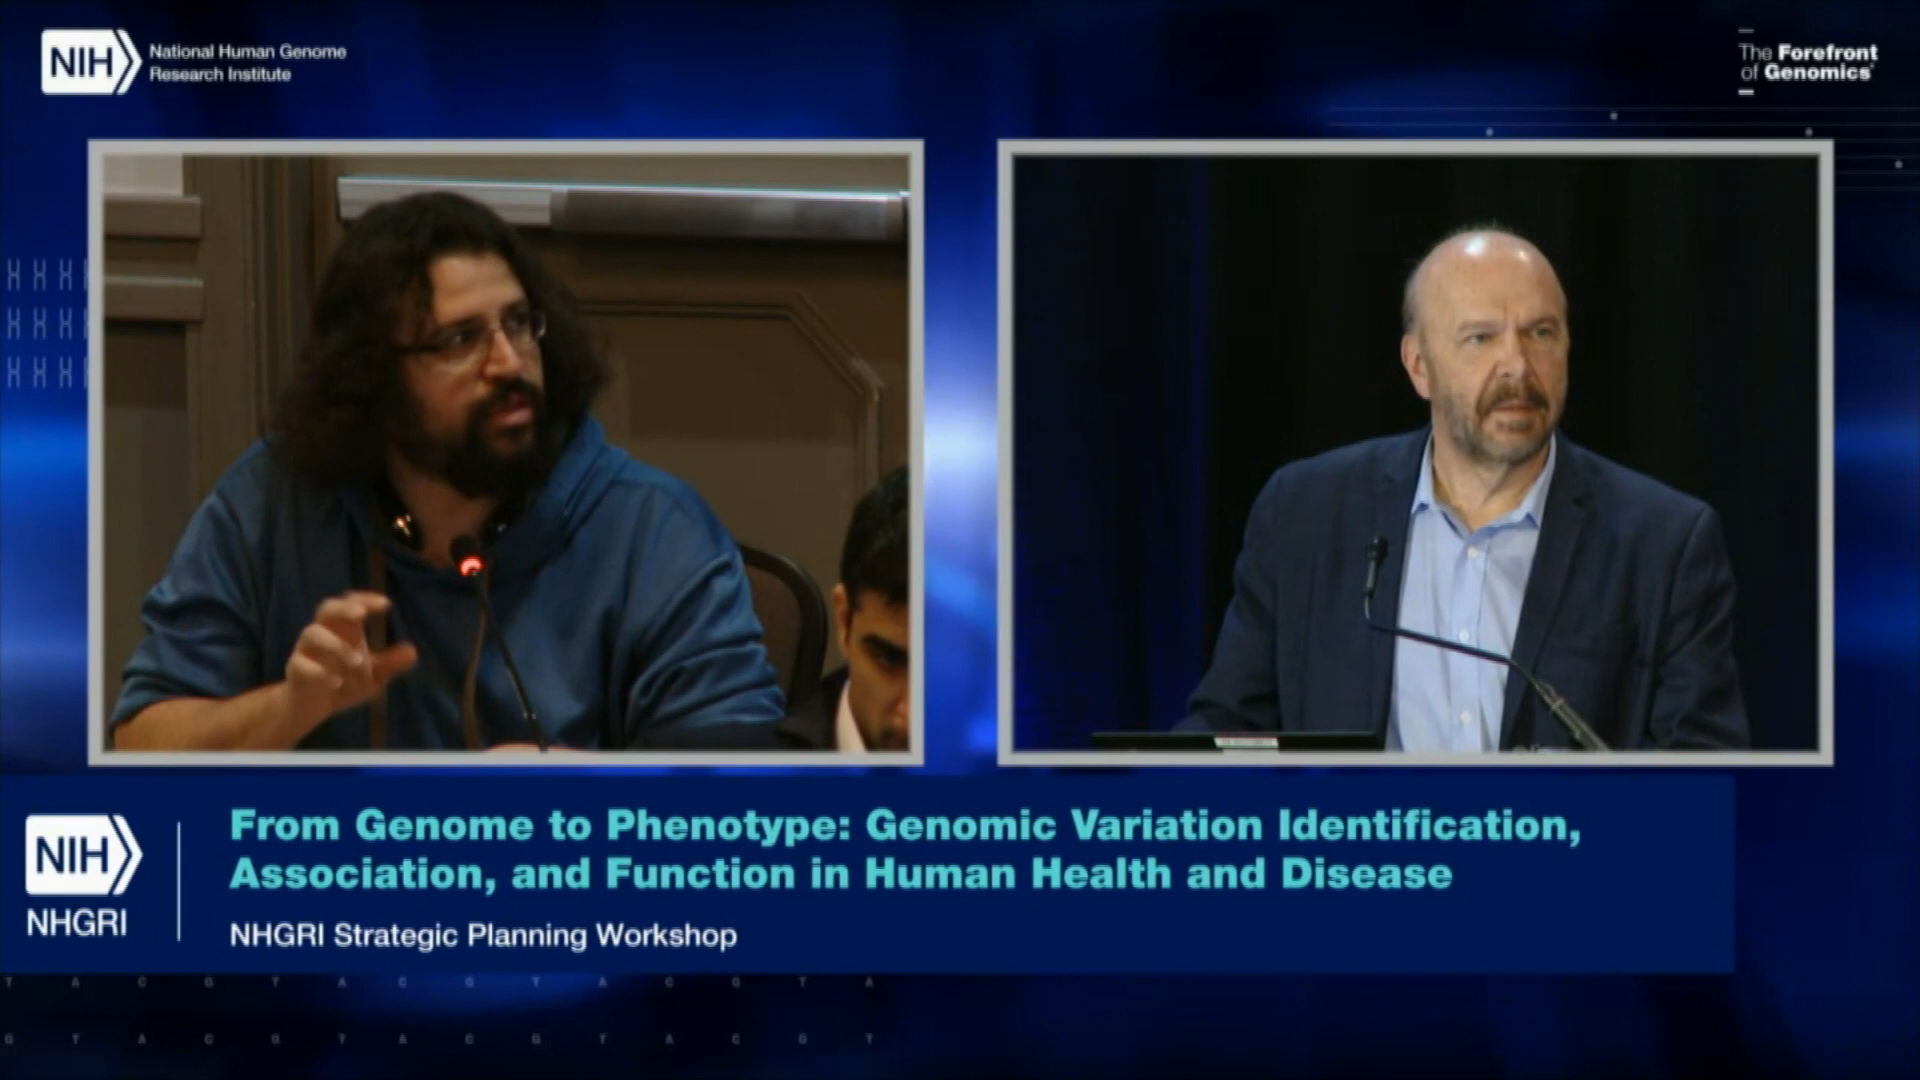 NIH
National Human Genome
Research Institute
The Forefront
of Genomics
From Genome to Phenotype: Genomic Variation Identification,
Association, and Function in Human Health and Disease
NIH
NHGRI
NHGRI Strategic Planning Workshop
T A C G T A C G T A C G T A
G T A C G T A C G T A C G T